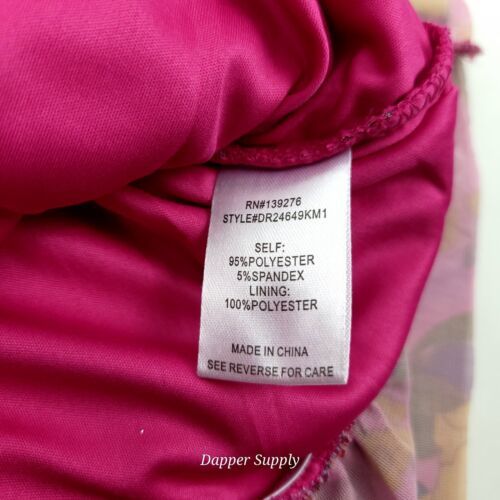 RN#139276
STYLE#DR24649KM1
SELF:
95%POLYESTER
5%SPANDEX
LINING:
100%POLYESTER
MADE IN CHINA
SEE REVERSE FOR CARE
Dapper Supply